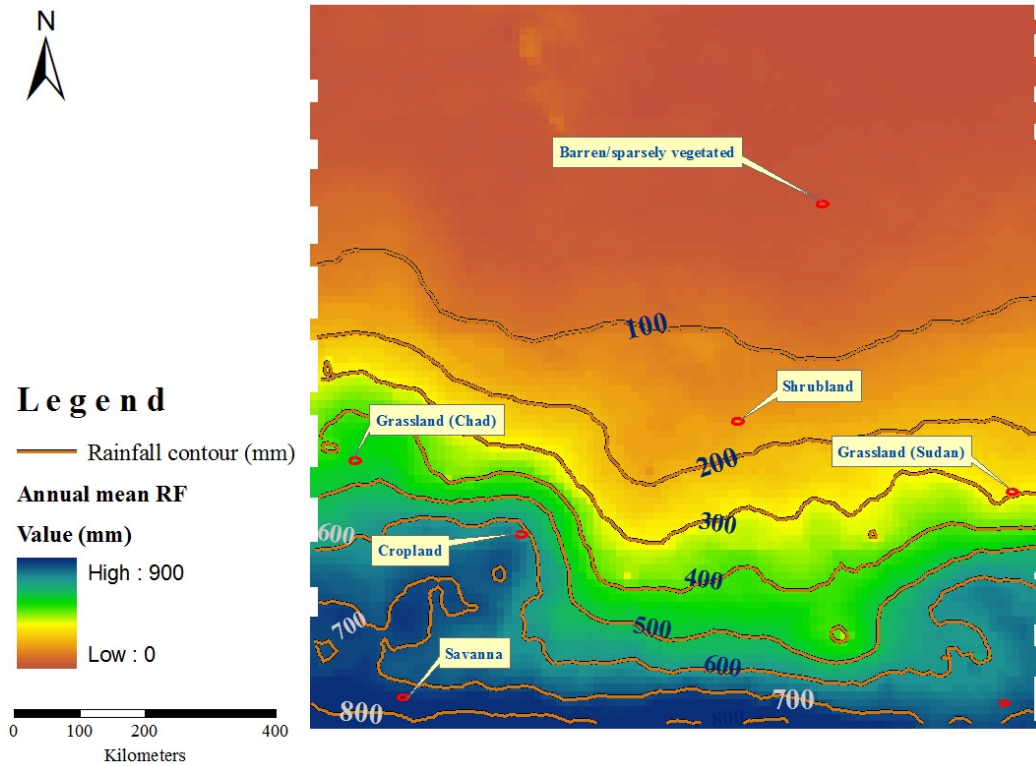 N
Barren/sparsely vegetated
100
Shrubland
Grassland (Chad)
200
Grassland (Sudan)
300
600
Cropland
400
500
700
600
Savanna
700
800
800
Legend
Rainfall contour (mm)
Annual mean RF
Value (mm)
High : 900
Low : 0
0 100 200 400
Kilometers